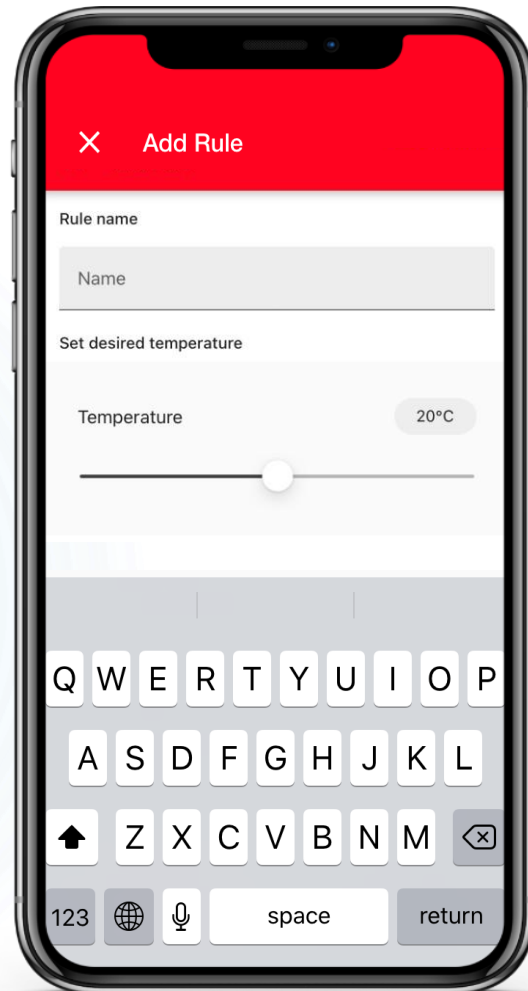 Add Rule
Rule name
Name
Set desired temperature
Temperature 20°C
Q W E R T Y U I O P
A S D F G H J K L
Z X C V B N M
123 space return